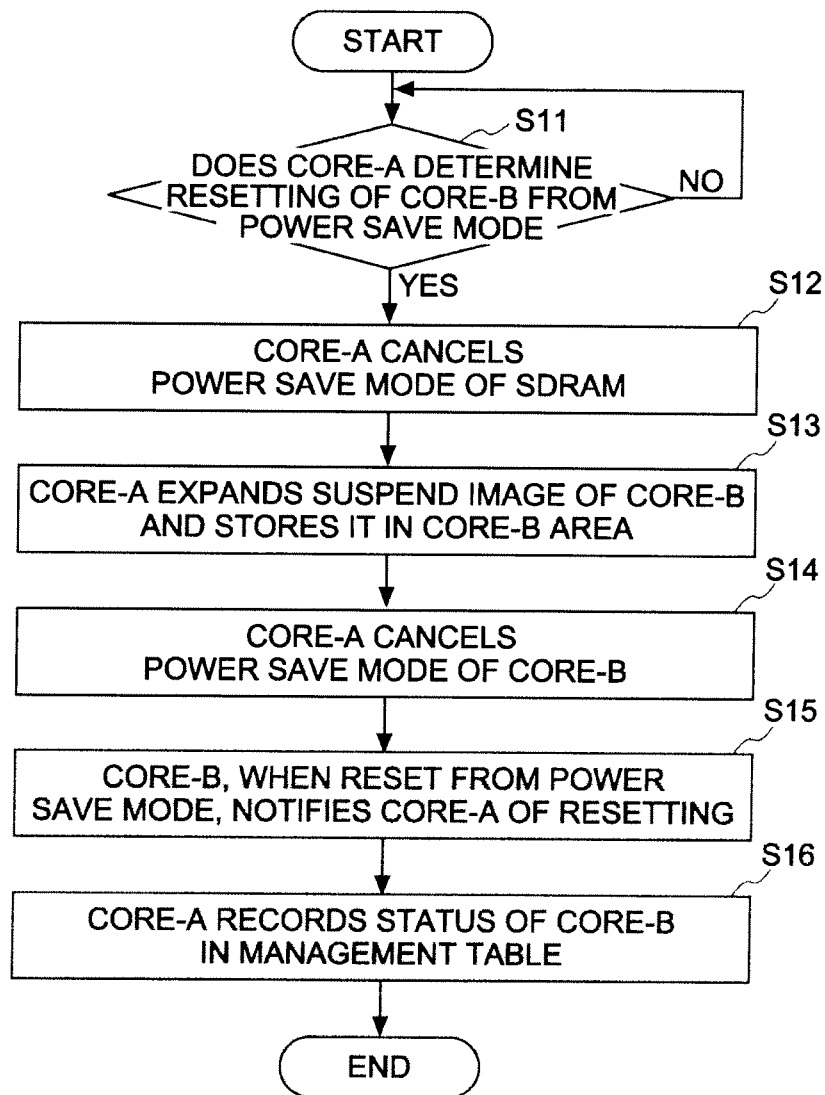 START
S11
DOES CORE-A DETERMINE
RESETTING OF CORE-B FROM
POWER SAVE MODE
NO
YES
S12
CORE-A CANCELS
POWER SAVE MODE OF SDRAM
S13
CORE-A EXPANDS SUSPEND IMAGE OF CORE-B
AND STORES IT IN CORE-B AREA
S14
CORE-A CANCELS
POWER SAVE MODE OF CORE-B
S15
CORE-B, WHEN RESET FROM POWER
SAVE MODE, NOTIFIES CORE-A OF RESETTING
S16
CORE-A RECORDS STATUS OF CORE-B
IN MANAGEMENT TABLE
END